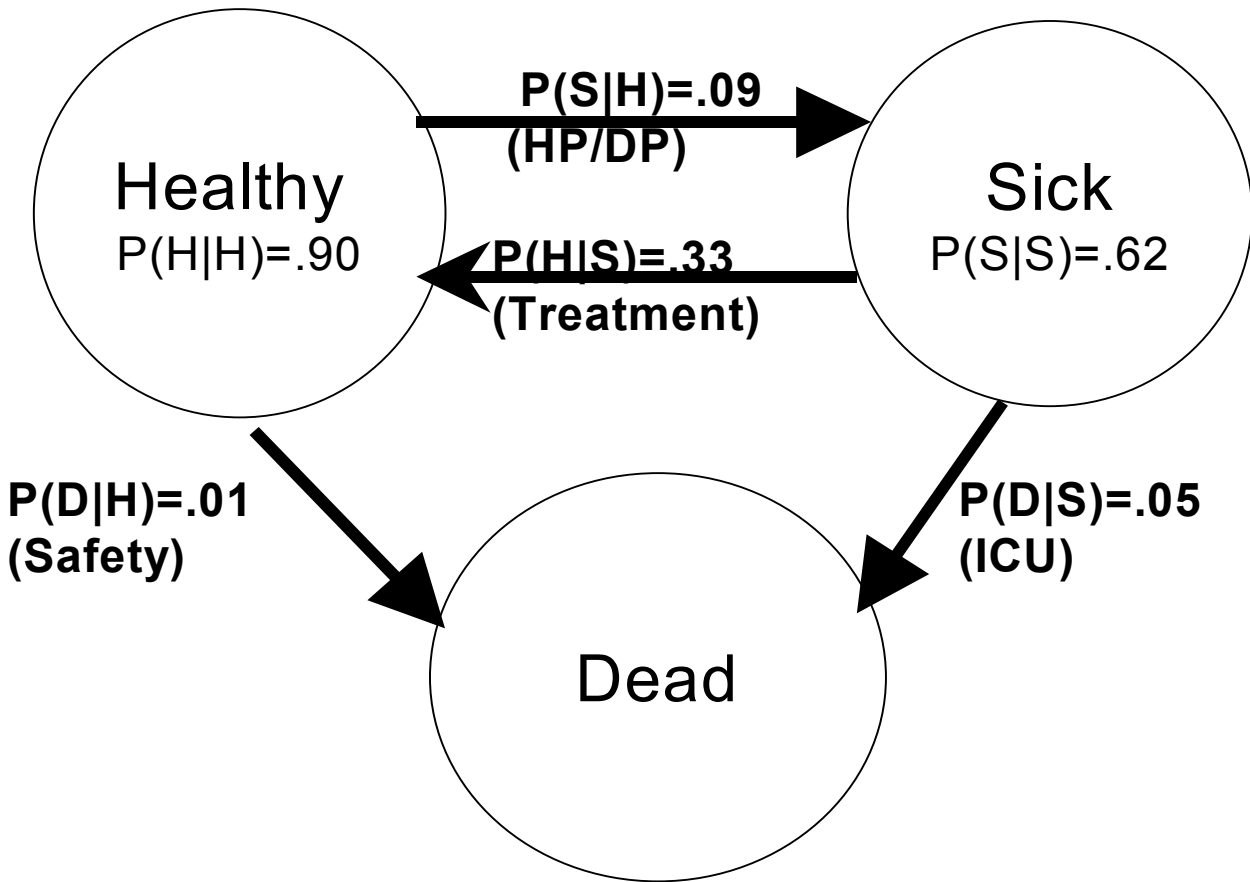 P(S|H)=.09
(HP/DP)
Healthy
P(H|H)=.90
Sick
P(S|S)=.62
P(H|S)=.33
(Treatment)
P(D|H)=.01
(Safety)
P(D|S)=.05
(ICU)
Dead